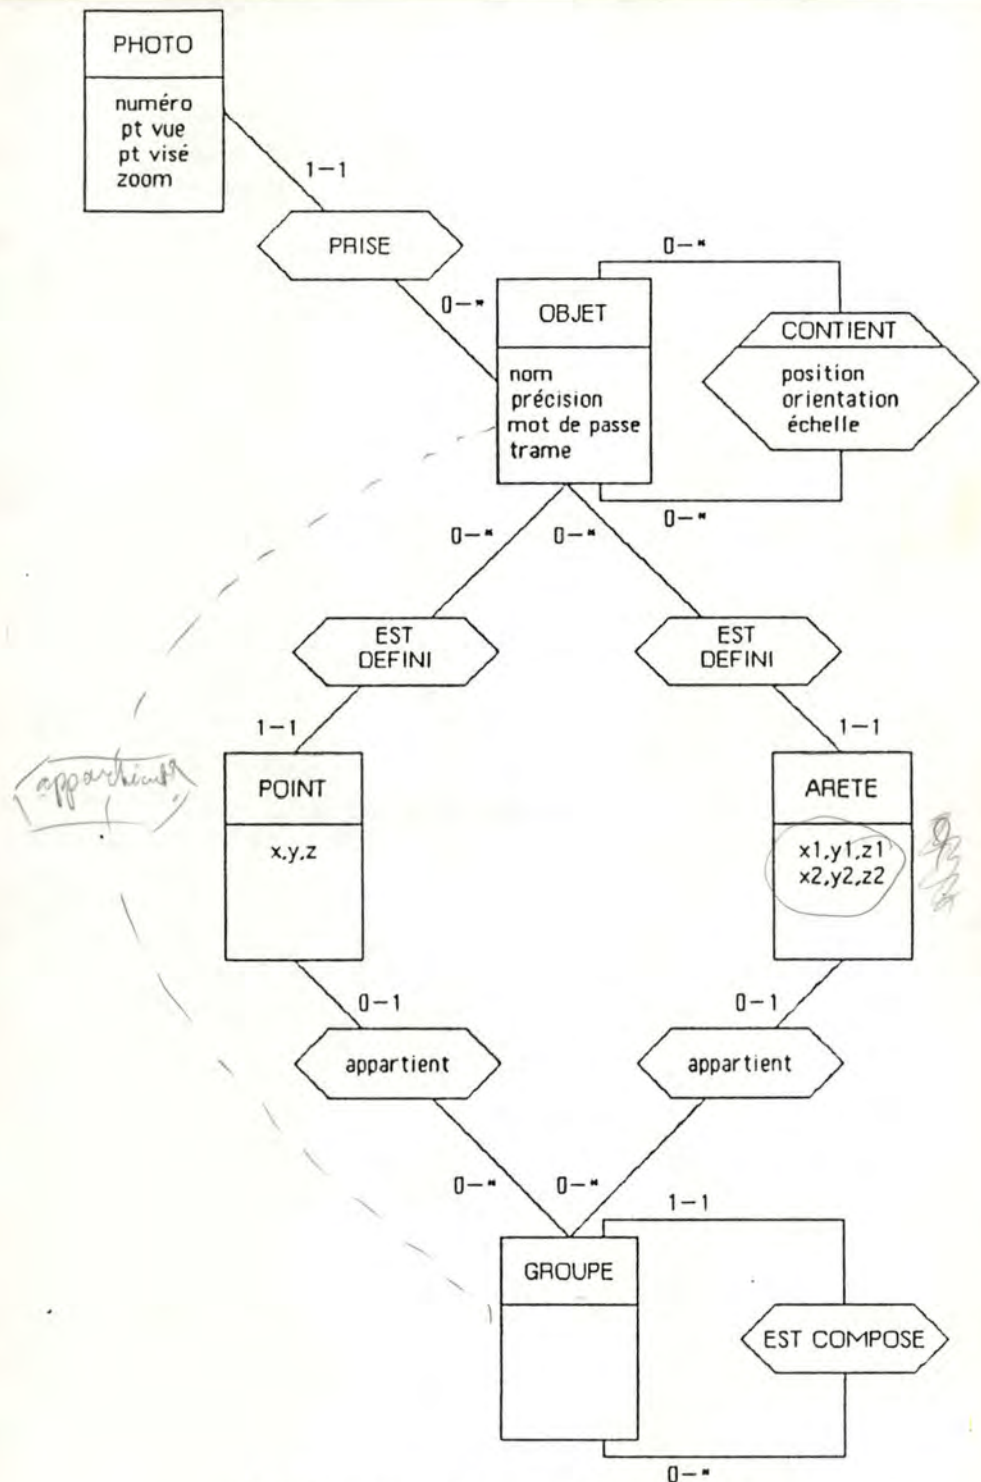 PHOTO
numéro
pt vue
pt visé
zoom
1-1
PRISE
0-*
OBJET
nom
précision
mot de passe
trame
0-*
CONTIENT
position
orientation
échelle
0-*
0-*
0-*
EST
DEFINI
EST
DEFINI
1-1
1-1
POINT
x,y,z
ARETE
x1,y1,z1
x2,y2,z2
0-1
0-1
appartient
appartient
0-*
0-*
GROUPE
1-1
EST COMPOSE
0-*